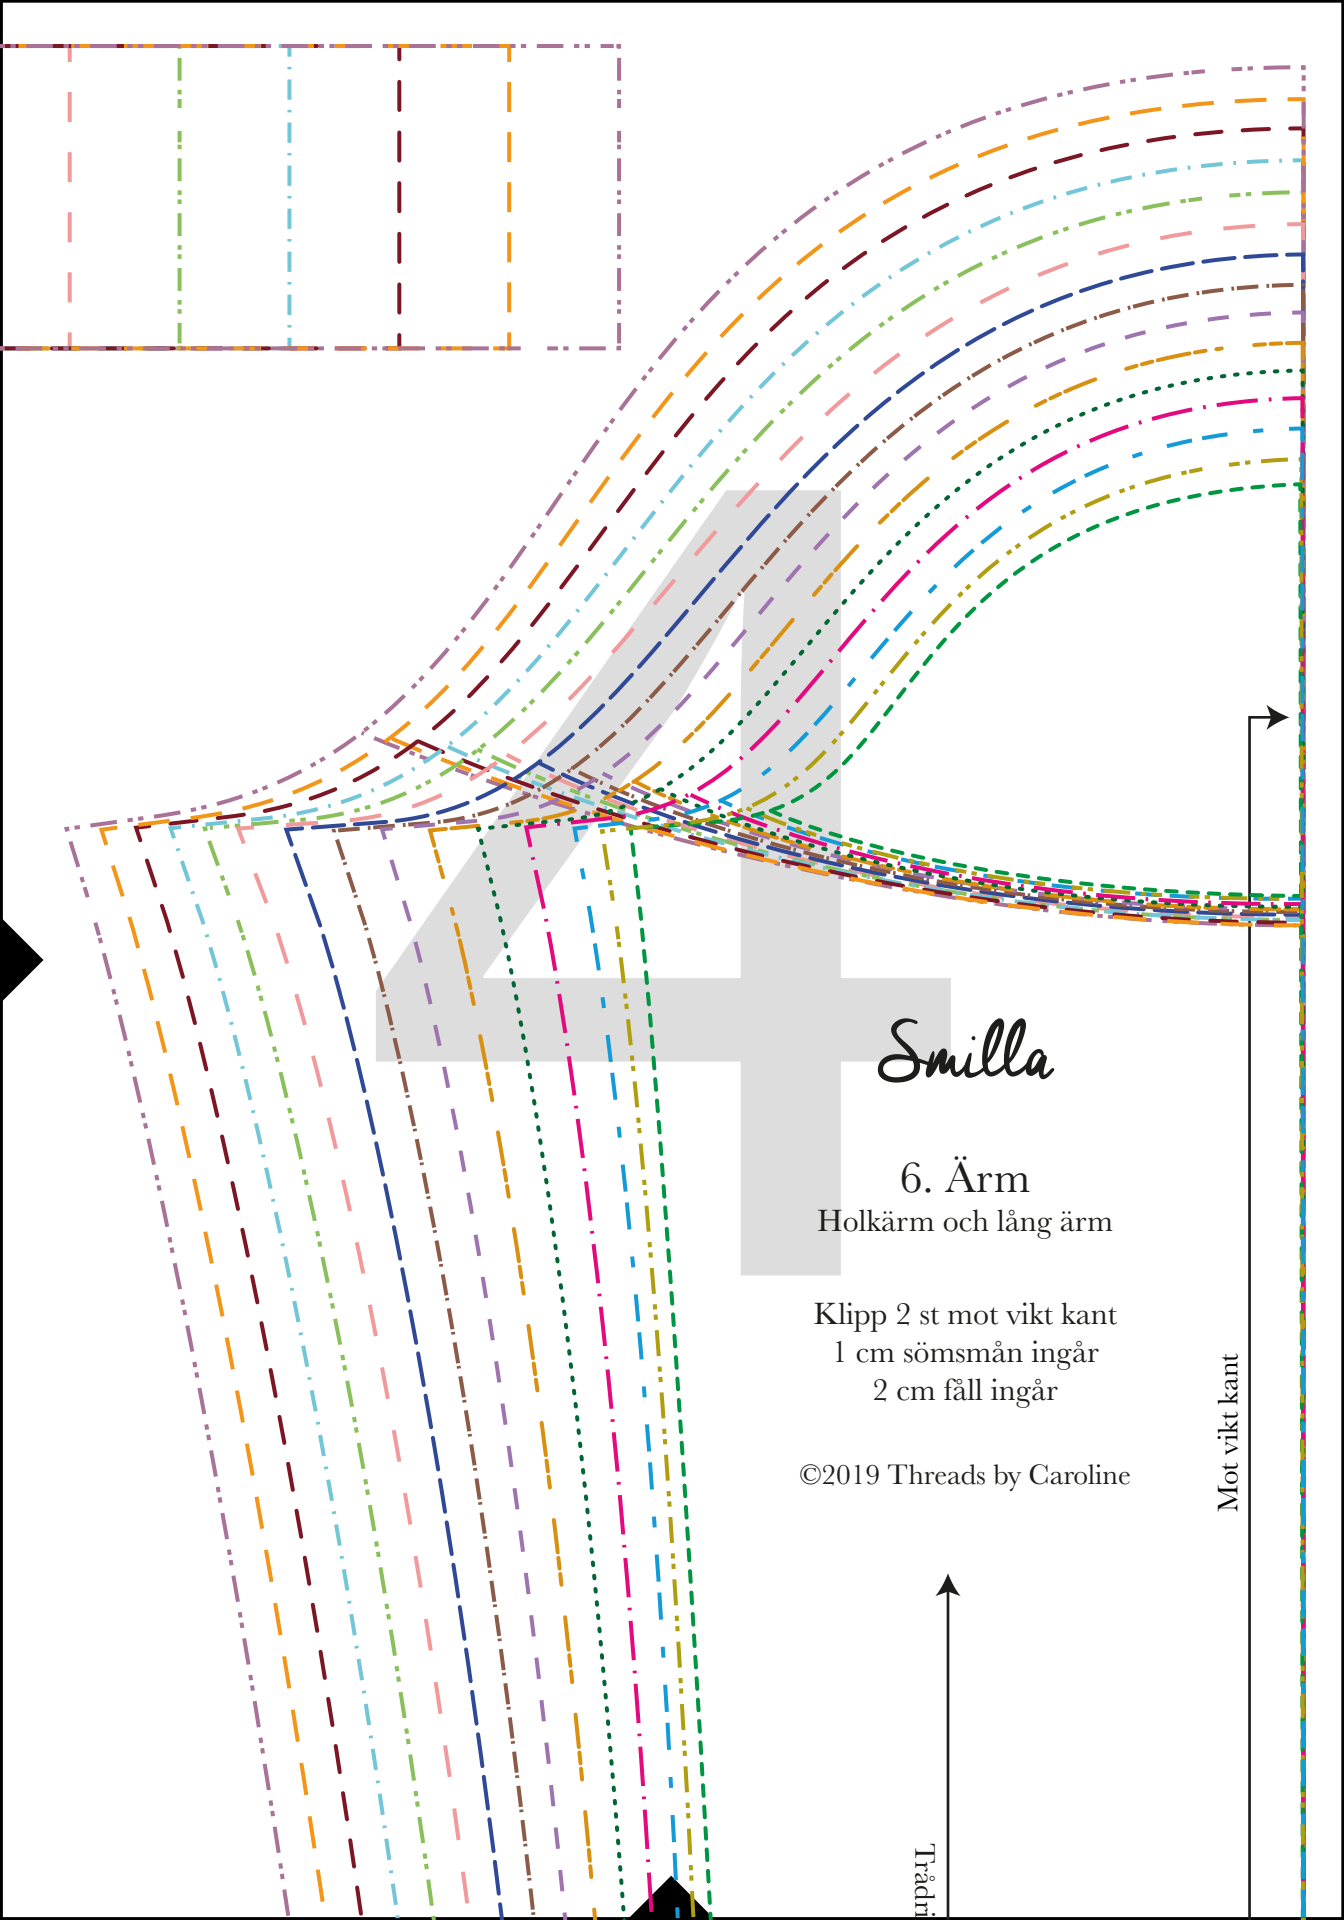 4
Smilla
6. Ärm
Holkärm och lång ärm
Klipp 2 st mot vikt kant
1 cm sömsmån ingår
2 cm fåll ingår
©2019 Threads by Caroline
Mot vikt kant
Trådri